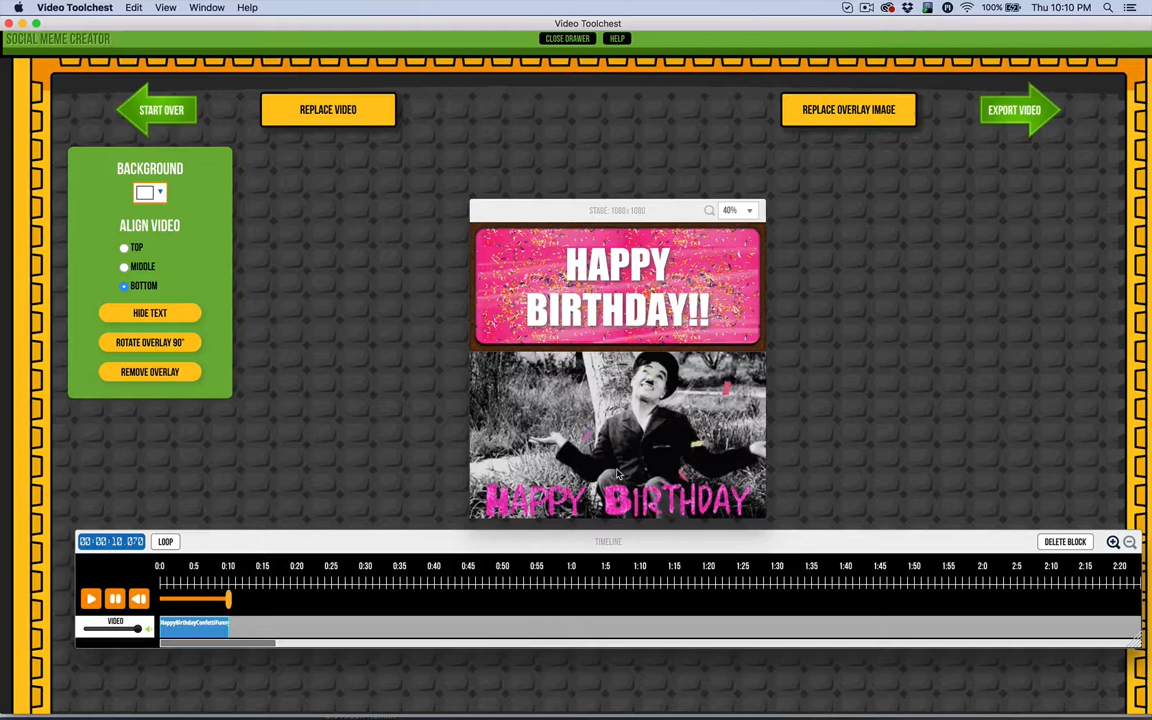 Video Toolchest Edit View Window Help 100% Thu 10:10 PM
Video Toolchest
SOCIAL MEME CREATOR CLOSE DRAWER HELP
START OVER REPLACE VIDEO REPLACE OVERLAY IMAGE EXPORT VIDEO
BACKGROUND
ALIGN VIDEO
TOP
MIDDLE
BOTTOM
HIDE TEXT
ROTATE OVERLAY 90°
REMOVE OVERLAY
STAGE: 1080x1080 40%
HAPPY
BIRTHDAY!!
HAPPY BIRTHDAY
00:00:10.070 LOOP TIMELINE DELETE BLOCK
0:0 0:5 0:10 0:15 0:20 0:25 0:30 0:35 0:40 0:45 0:50 0:55 1:0 1:5 1:10 1:15 1:20 1:25 1:30 1:35 1:40 1:45 1:50 1:55 2:0 2:5 2:10 2:15 2:20
VIDEO HappyBirthdayConfettiFunny